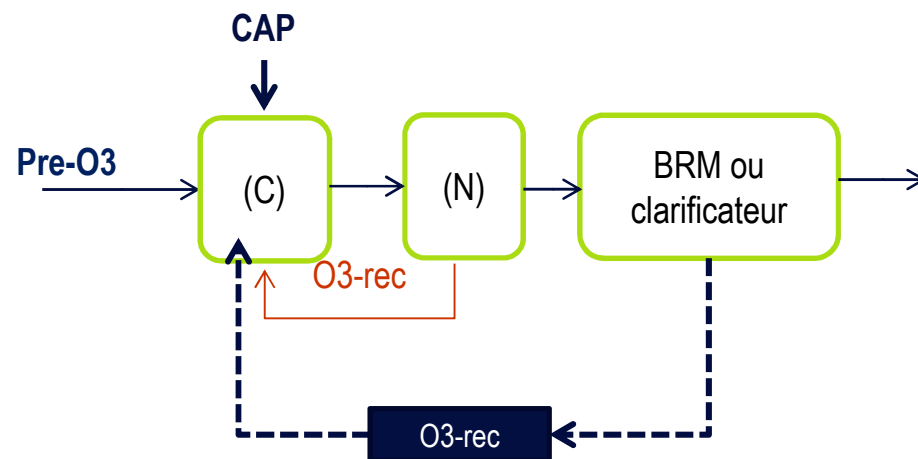 CAP
Pre-O3
(C)
(N)
BRM ou
clarificateur
O3-rec
O3-rec